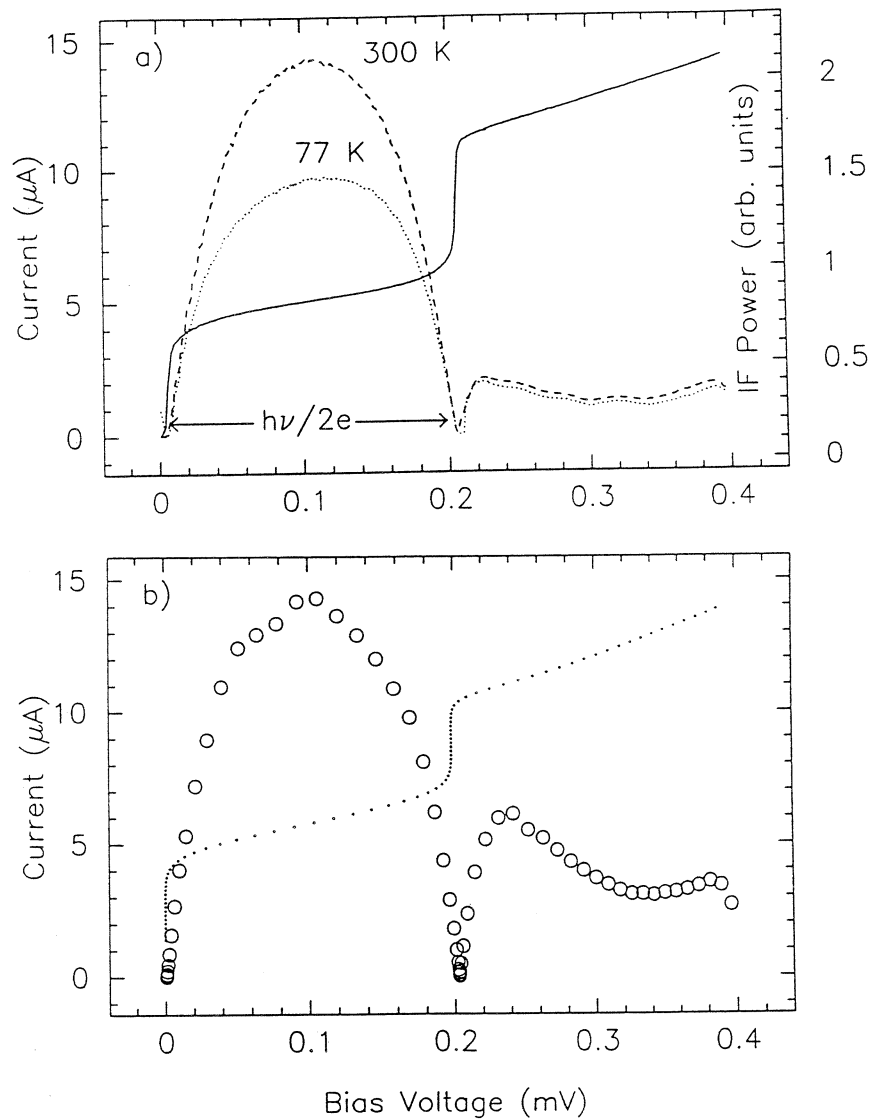 a)
300 K
77 K
hν/2e
15
10
5
0
Current (μA)
2
1.5
1
0.5
0
IF Power (arb. units)
0
0.1
0.2
0.3
0.4
b)
15
10
5
0
Current (μA)
0
0.1
0.2
0.3
0.4
Bias Voltage (mV)